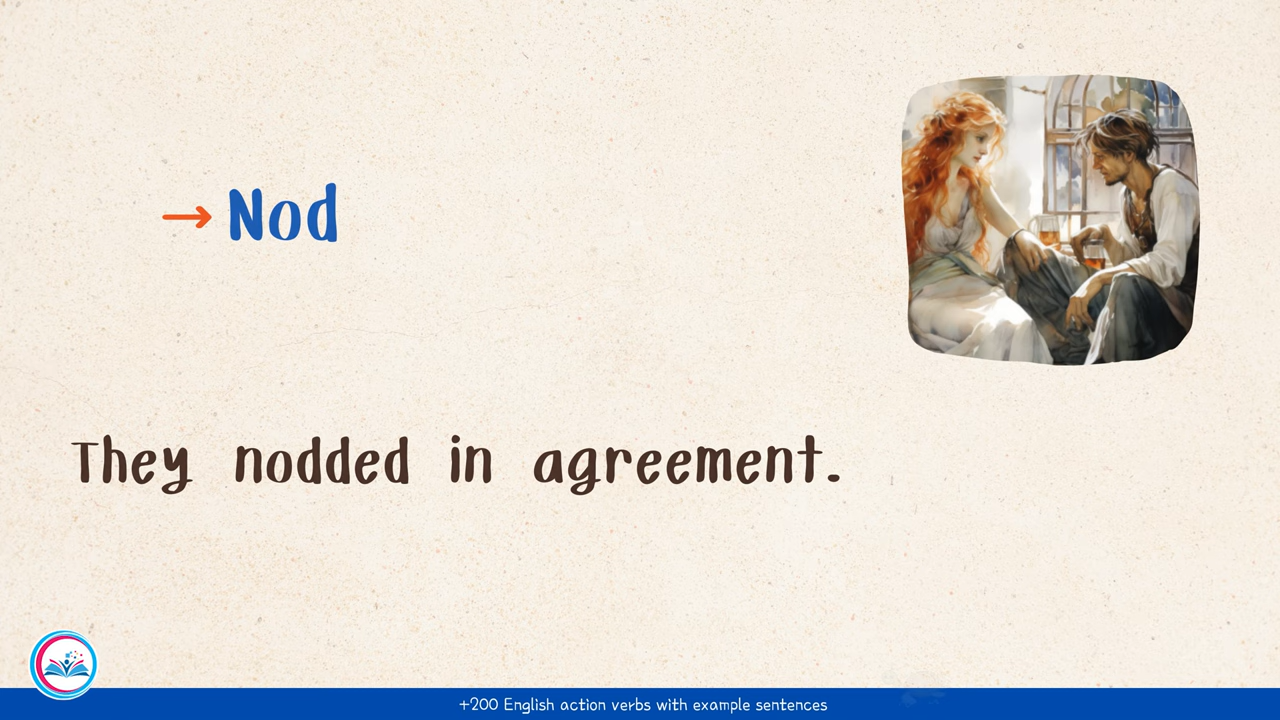 → Nod
They nodded in agreement.
+200 English action verbs with example sentences